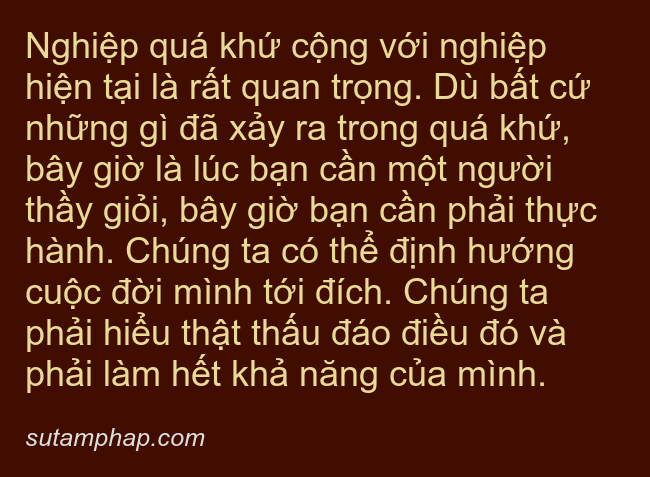 Nghiệp quá khứ cộng với nghiệp
hiện tại là rất quan trọng. Dù bất cứ
những gì đã xảy ra trong quá khứ,
bây giờ là lúc bạn cần một người
thầy giỏi, bây giờ bạn cần phải thực
hành. Chúng ta có thể định hướng
cuộc đời mình tới đích. Chúng ta
phải hiểu thật thấu đáo điều đó và
phải làm hết khả năng của mình.
sutamphap.com